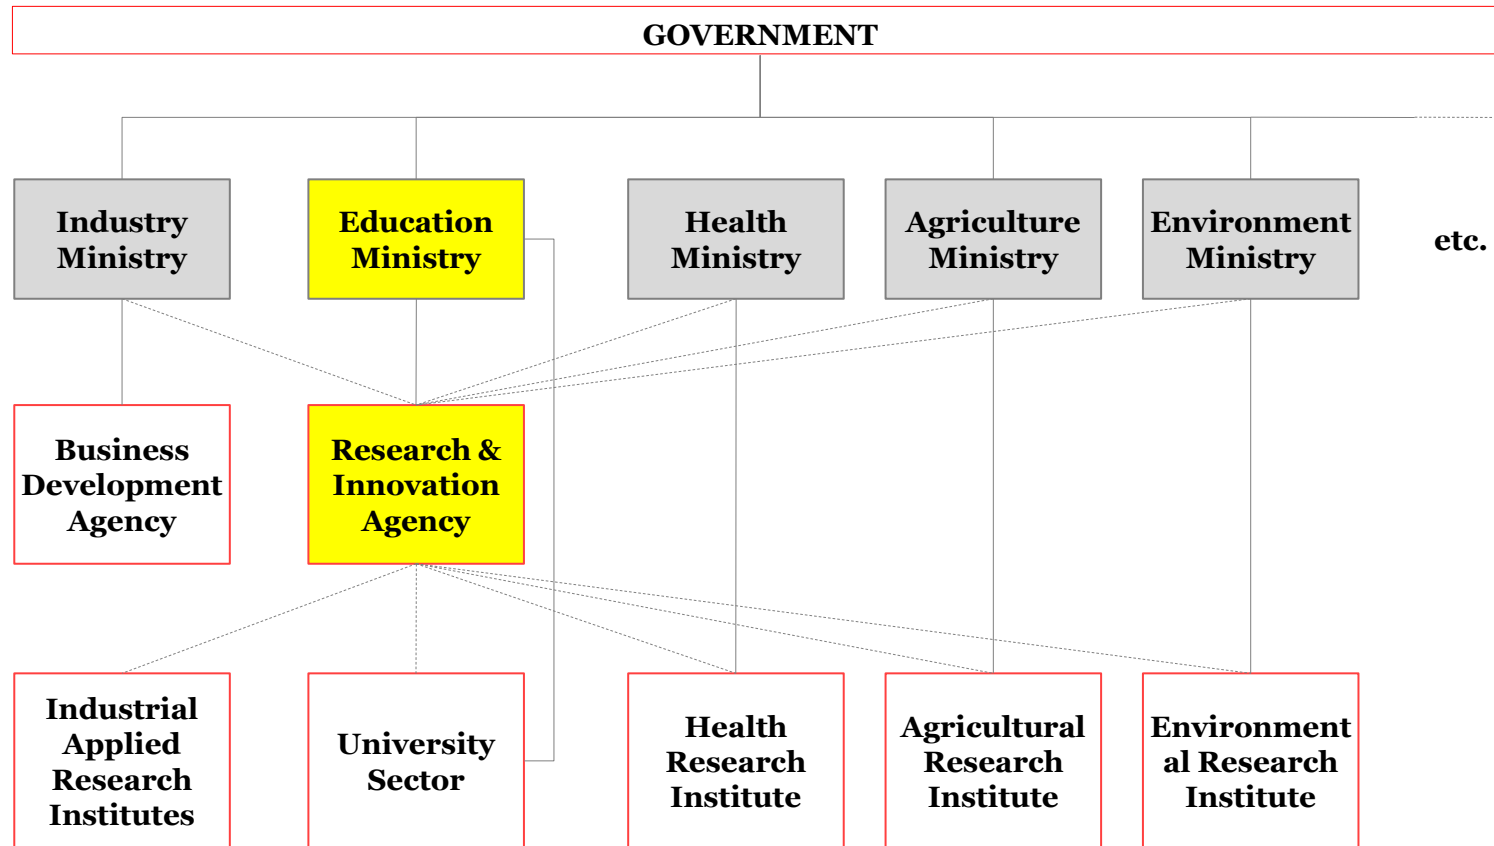 GOVERNMENT
Industry
Ministry
Education
Ministry
Health
Ministry
Agriculture
Ministry
Environment
Ministry
etc.
Business
Development
Agency
Research &
Innovation
Agency
Industrial
Applied
Research
Institutes
University
Sector
Health
Research
Institute
Agricultural
Research
Institute
Environment
al Research
Institute